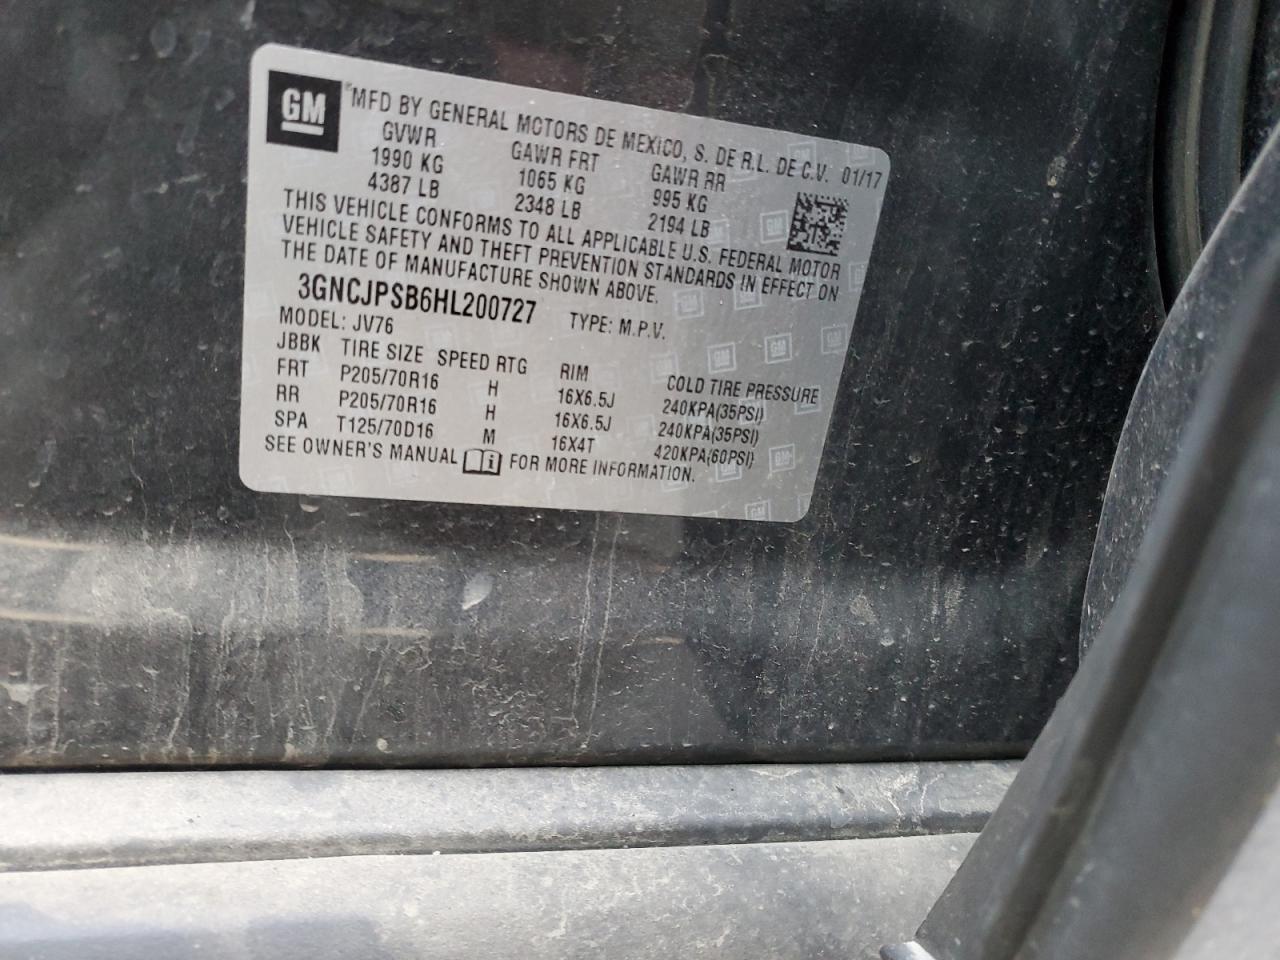 GM ®MFD BY GENERAL MOTORS DE MEXICO, S. DE R.L. DE C.V. 01/17
GVWR GAWR FRT GAWR RR
1990 KG 1065 KG 995 KG
4387 LB 2348 LB 2194 LB
THIS VEHICLE CONFORMS TO ALL APPLICABLE U.S. FEDERAL MOTOR
VEHICLE SAFETY AND THEFT PREVENTION STANDARDS IN EFFECT ON
THE DATE OF MANUFACTURE SHOWN ABOVE.
3GNCJPSB6HL200727 TYPE: M.P.V.
MODEL: JV76
JBBK TIRE SIZE SPEED RTG RIM COLD TIRE PRESSURE
FRT P205/70R16 H 16X6.5J 240KPA(35PSI)
RR P205/70R16 H 16X6.5J 240KPA(35PSI)
SPA T125/70D16 M 16X4T 420KPA(60PSI)
SEE OWNER'S MANUAL FOR MORE INFORMATION.